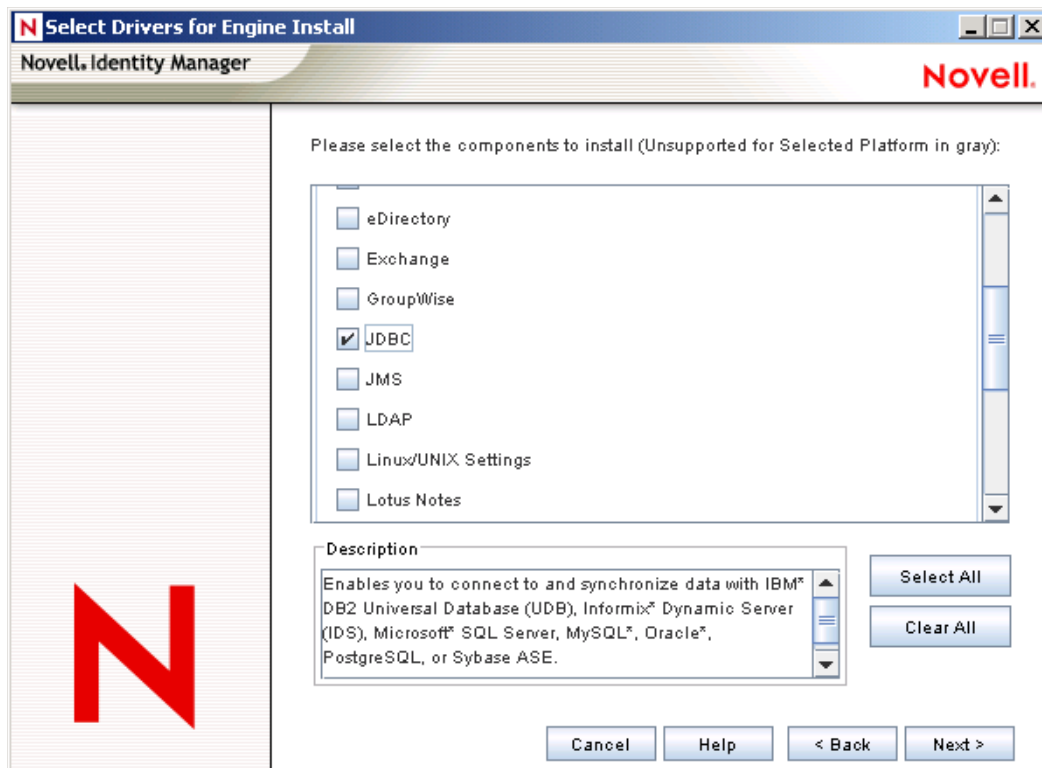 Select Drivers for Engine Install
Novell. Identity Manager
Novell.
Please select the components to install (Unsupported for Selected Platform in gray):
eDirectory
Exchange
GroupWise
JDBC
JMS
LDAP
Linux/UNIX Settings
Lotus Notes
Description
Enables you to connect to and synchronize data with IBM*
DB2 Universal Database (UDB), Informix* Dynamic Server
(IDS), Microsoft* SQL Server, MySQL*, Oracle*,
PostgreSQL, or Sybase ASE.
Select All
Clear All
Cancel
Help
< Back
Next >